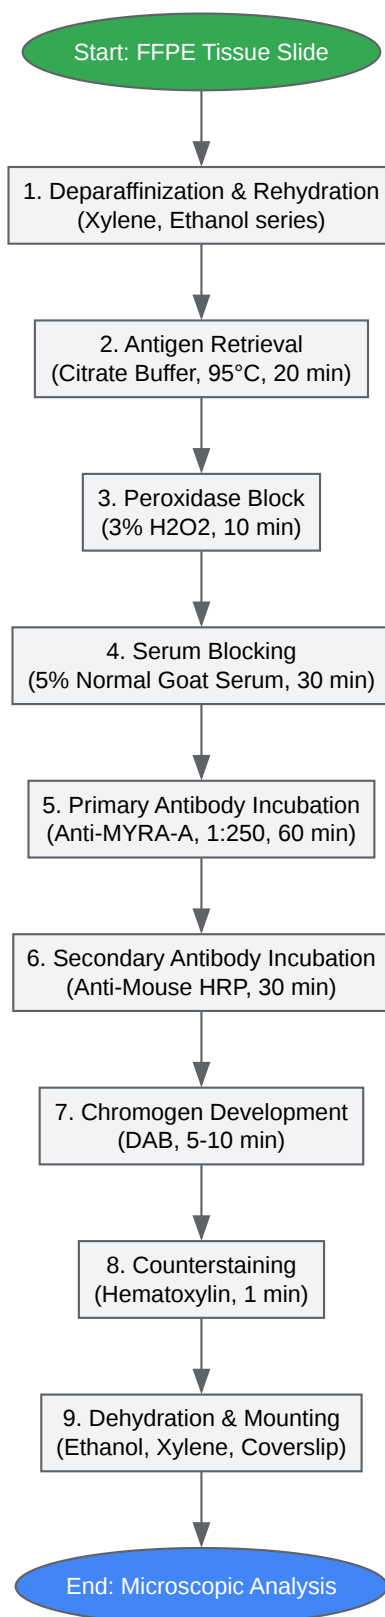 Start: FFPE Tissue Slide
1. Deparaffinization & Rehydration
(Xylene, Ethanol series)
2. Antigen Retrieval
(Citrate Buffer, 95°C, 20 min)
3. Peroxidase Block
(3% H2O2, 10 min)
4. Serum Blocking
(5% Normal Goat Serum, 30 min)
5. Primary Antibody Incubation
(Anti-MYRA-A, 1:250, 60 min)
6. Secondary Antibody Incubation
(Anti-Mouse HRP, 30 min)
7. Chromogen Development
(DAB, 5-10 min)
8. Counterstaining
(Hematoxylin, 1 min)
9. Dehydration & Mounting
(Ethanol, Xylene, Coverslip)
End: Microscopic Analysis